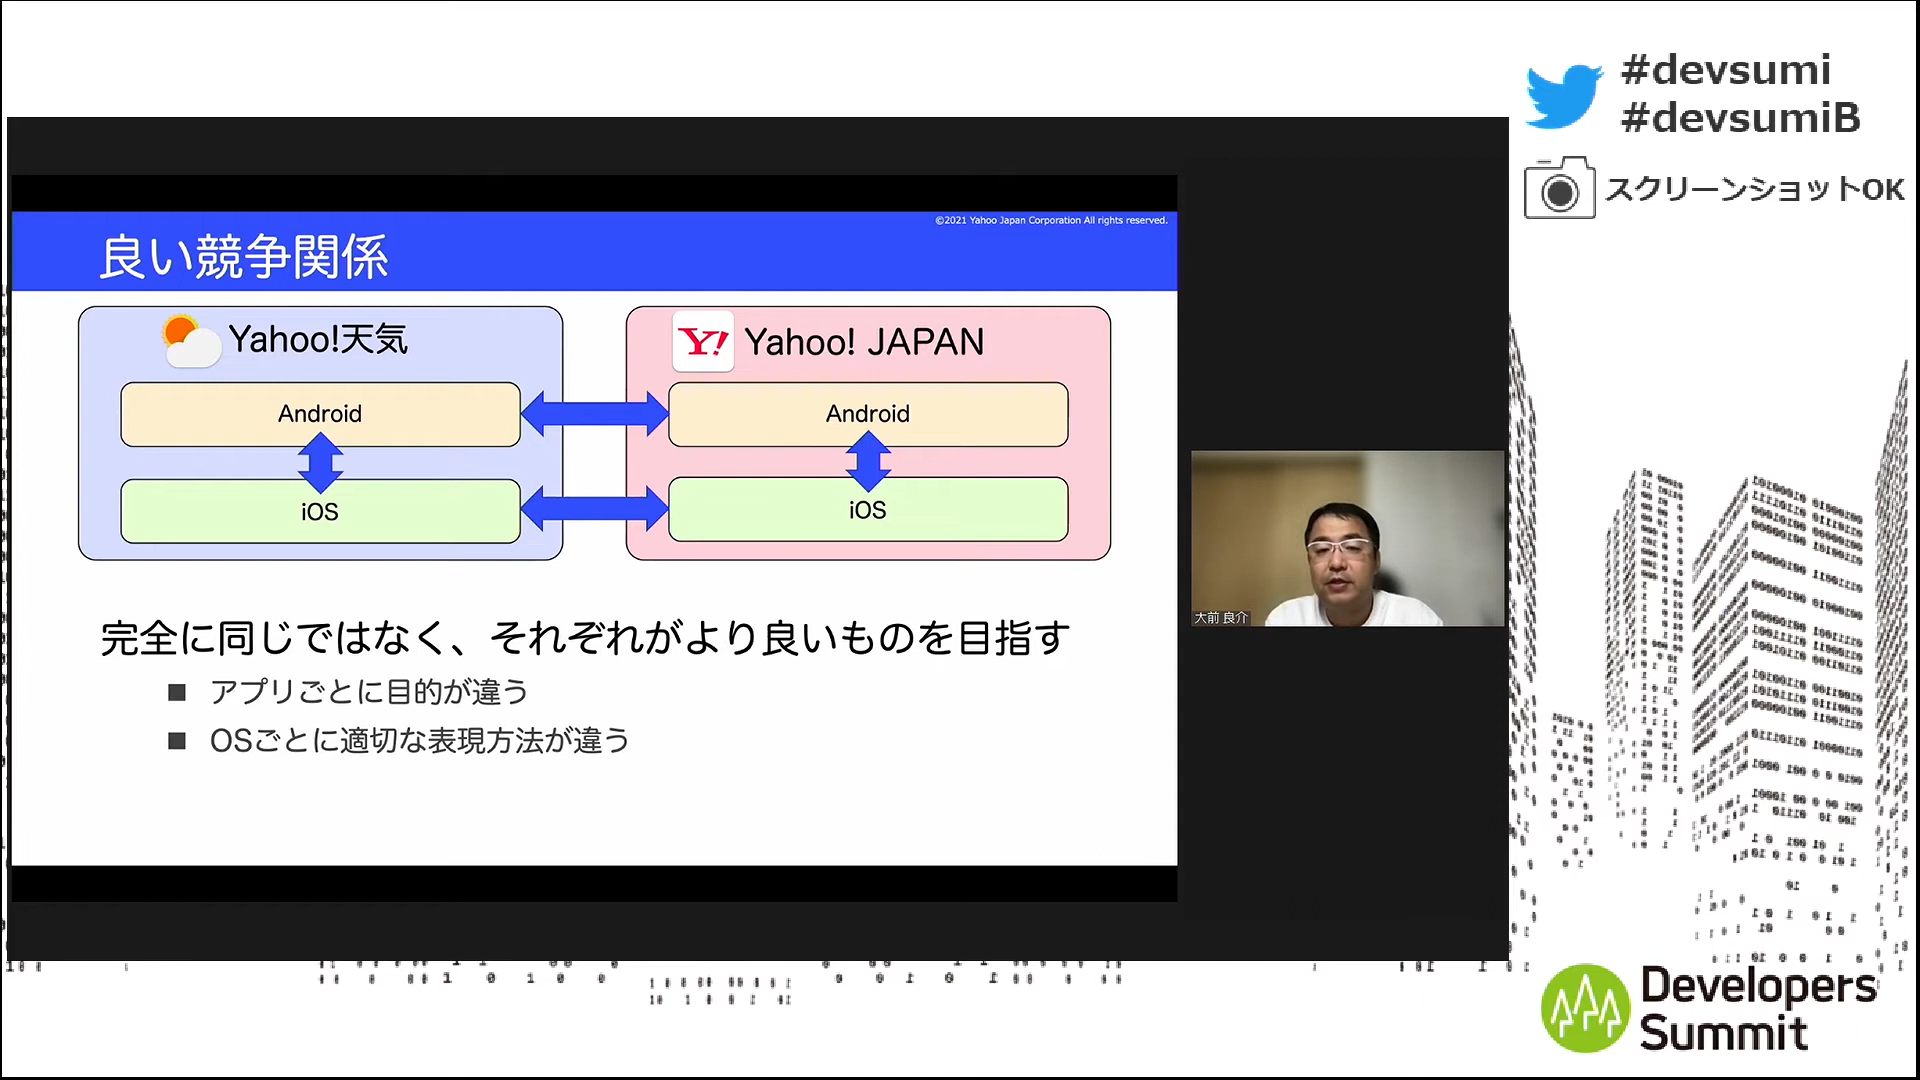 #devsumi
#devsumiB
スクリーンショットOK
©2021 Yahoo Japan Corporation All rights reserved.
良い競争関係
Yahoo!天気
Android
iOS
Y! Yahoo! JAPAN
Android
iOS
完全に同じではなく、それぞれがより良いものを目指す
■ アプリごとに目的が違う
■ OSごとに適切な表現方法が違う
大前 良介
Developers
Summit